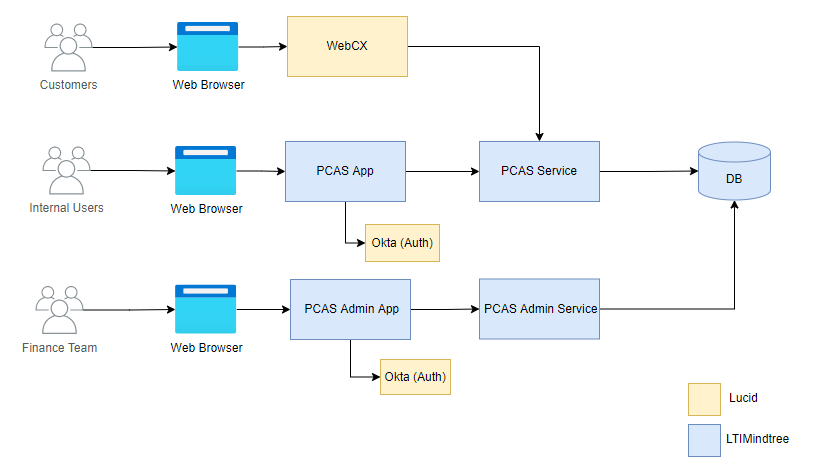 WebCX
Customers
Web Browser
PCAS App
PCAS Service
DB
Internal Users
Web Browser
Okta (Auth)
PCAS Admin App
PCAS Admin Service
Finance Team
Web Browser
Okta (Auth)
Lucid
LTIMindtree